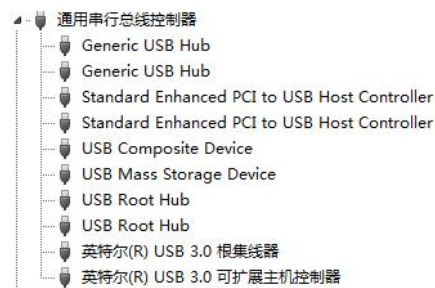 通用串行总线控制器
Generic USB Hub
Generic USB Hub
Standard Enhanced PCI to USB Host Controller
Standard Enhanced PCI to USB Host Controller
USB Composite Device
USB Mass Storage Device
USB Root Hub
USB Root Hub
英特尔(R) USB 3.0 根集线器
英特尔(R) USB 3.0 可扩展主机控制器